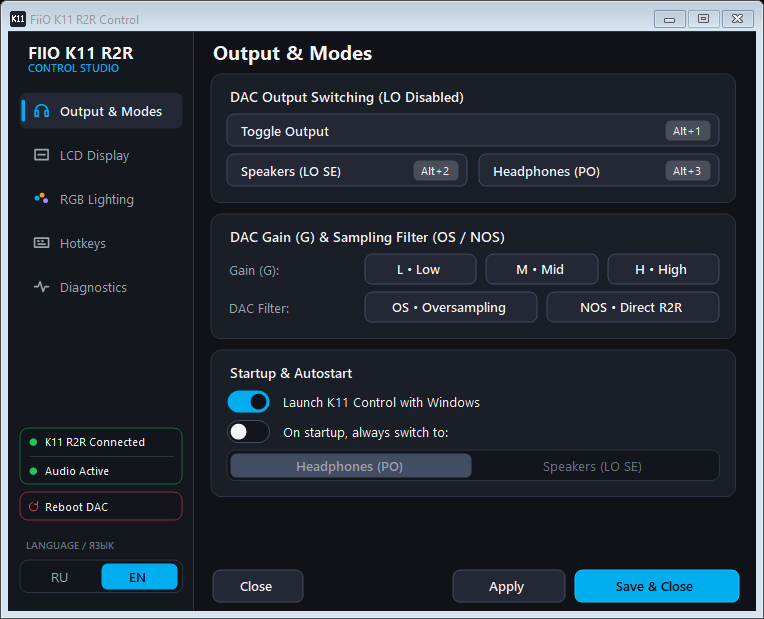 K11 FiiO K11 R2R Control
FIIO K11 R2R
CONTROL STUDIO
Output & Modes
LCD Display
RGB Lighting
Hotkeys
Diagnostics
K11 R2R Connected
Audio Active
Reboot DAC
LANGUAGE / ЯЗЫК
RU EN
Output & Modes
DAC Output Switching (LO Disabled)
Toggle Output Alt+1
Speakers (LO SE) Alt+2 Headphones (PO) Alt+3
DAC Gain (G) & Sampling Filter (OS / NOS)
Gain (G): L • Low M • Mid H • High
DAC Filter: OS • Oversampling NOS • Direct R2R
Startup & Autostart
Launch K11 Control with Windows
On startup, always switch to:
Headphones (PO) Speakers (LO SE)
Close Apply Save & Close